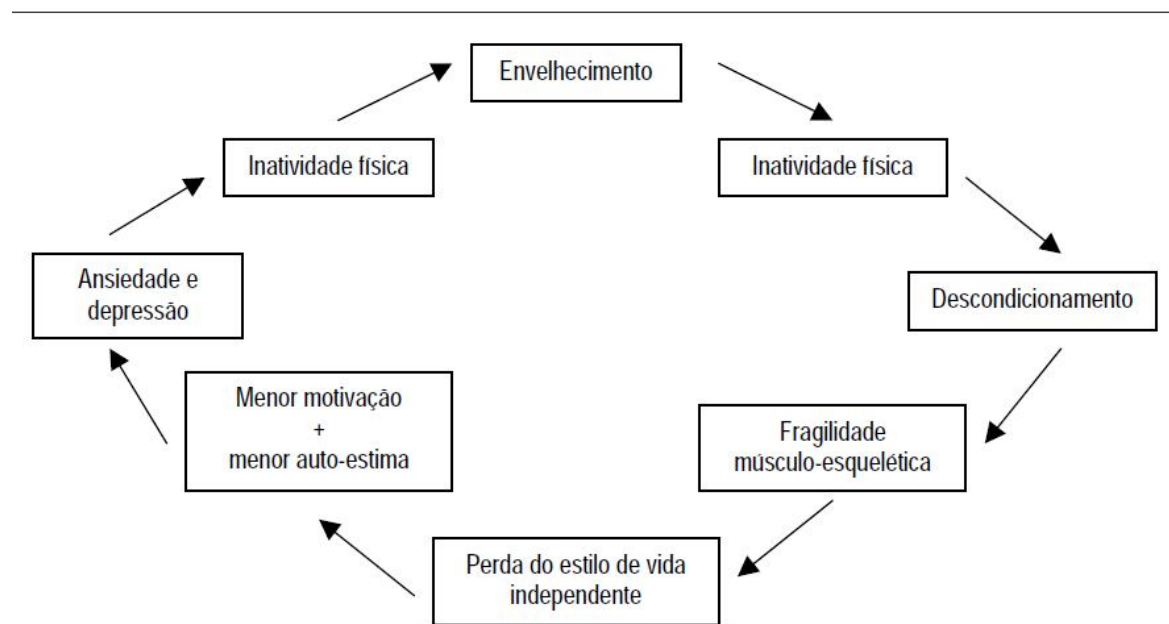 Envelhecimento
Inatividade física
Descondicionamento
Fragilidade
músculo-esquelética
Perda do estilo de vida
independente
Menor motivação
+
menor auto-estima
Ansiedade e
depressão
Inatividade física